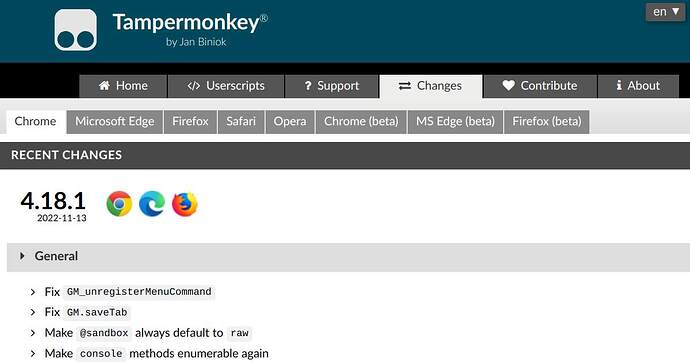 Tampermonkey®
by Jan Biniok
en ▼
Home Userscripts ? Support Changes Contribute About
Chrome Microsoft Edge Firefox Safari Opera Chrome (beta) MS Edge (beta) Firefox (beta)
RECENT CHANGES
4.18.1
2022-11-13
General
Fix GM_unregisterMenuCommand
Fix GM.saveTab
Make @sandbox always default to raw
Make console methods enumerable again